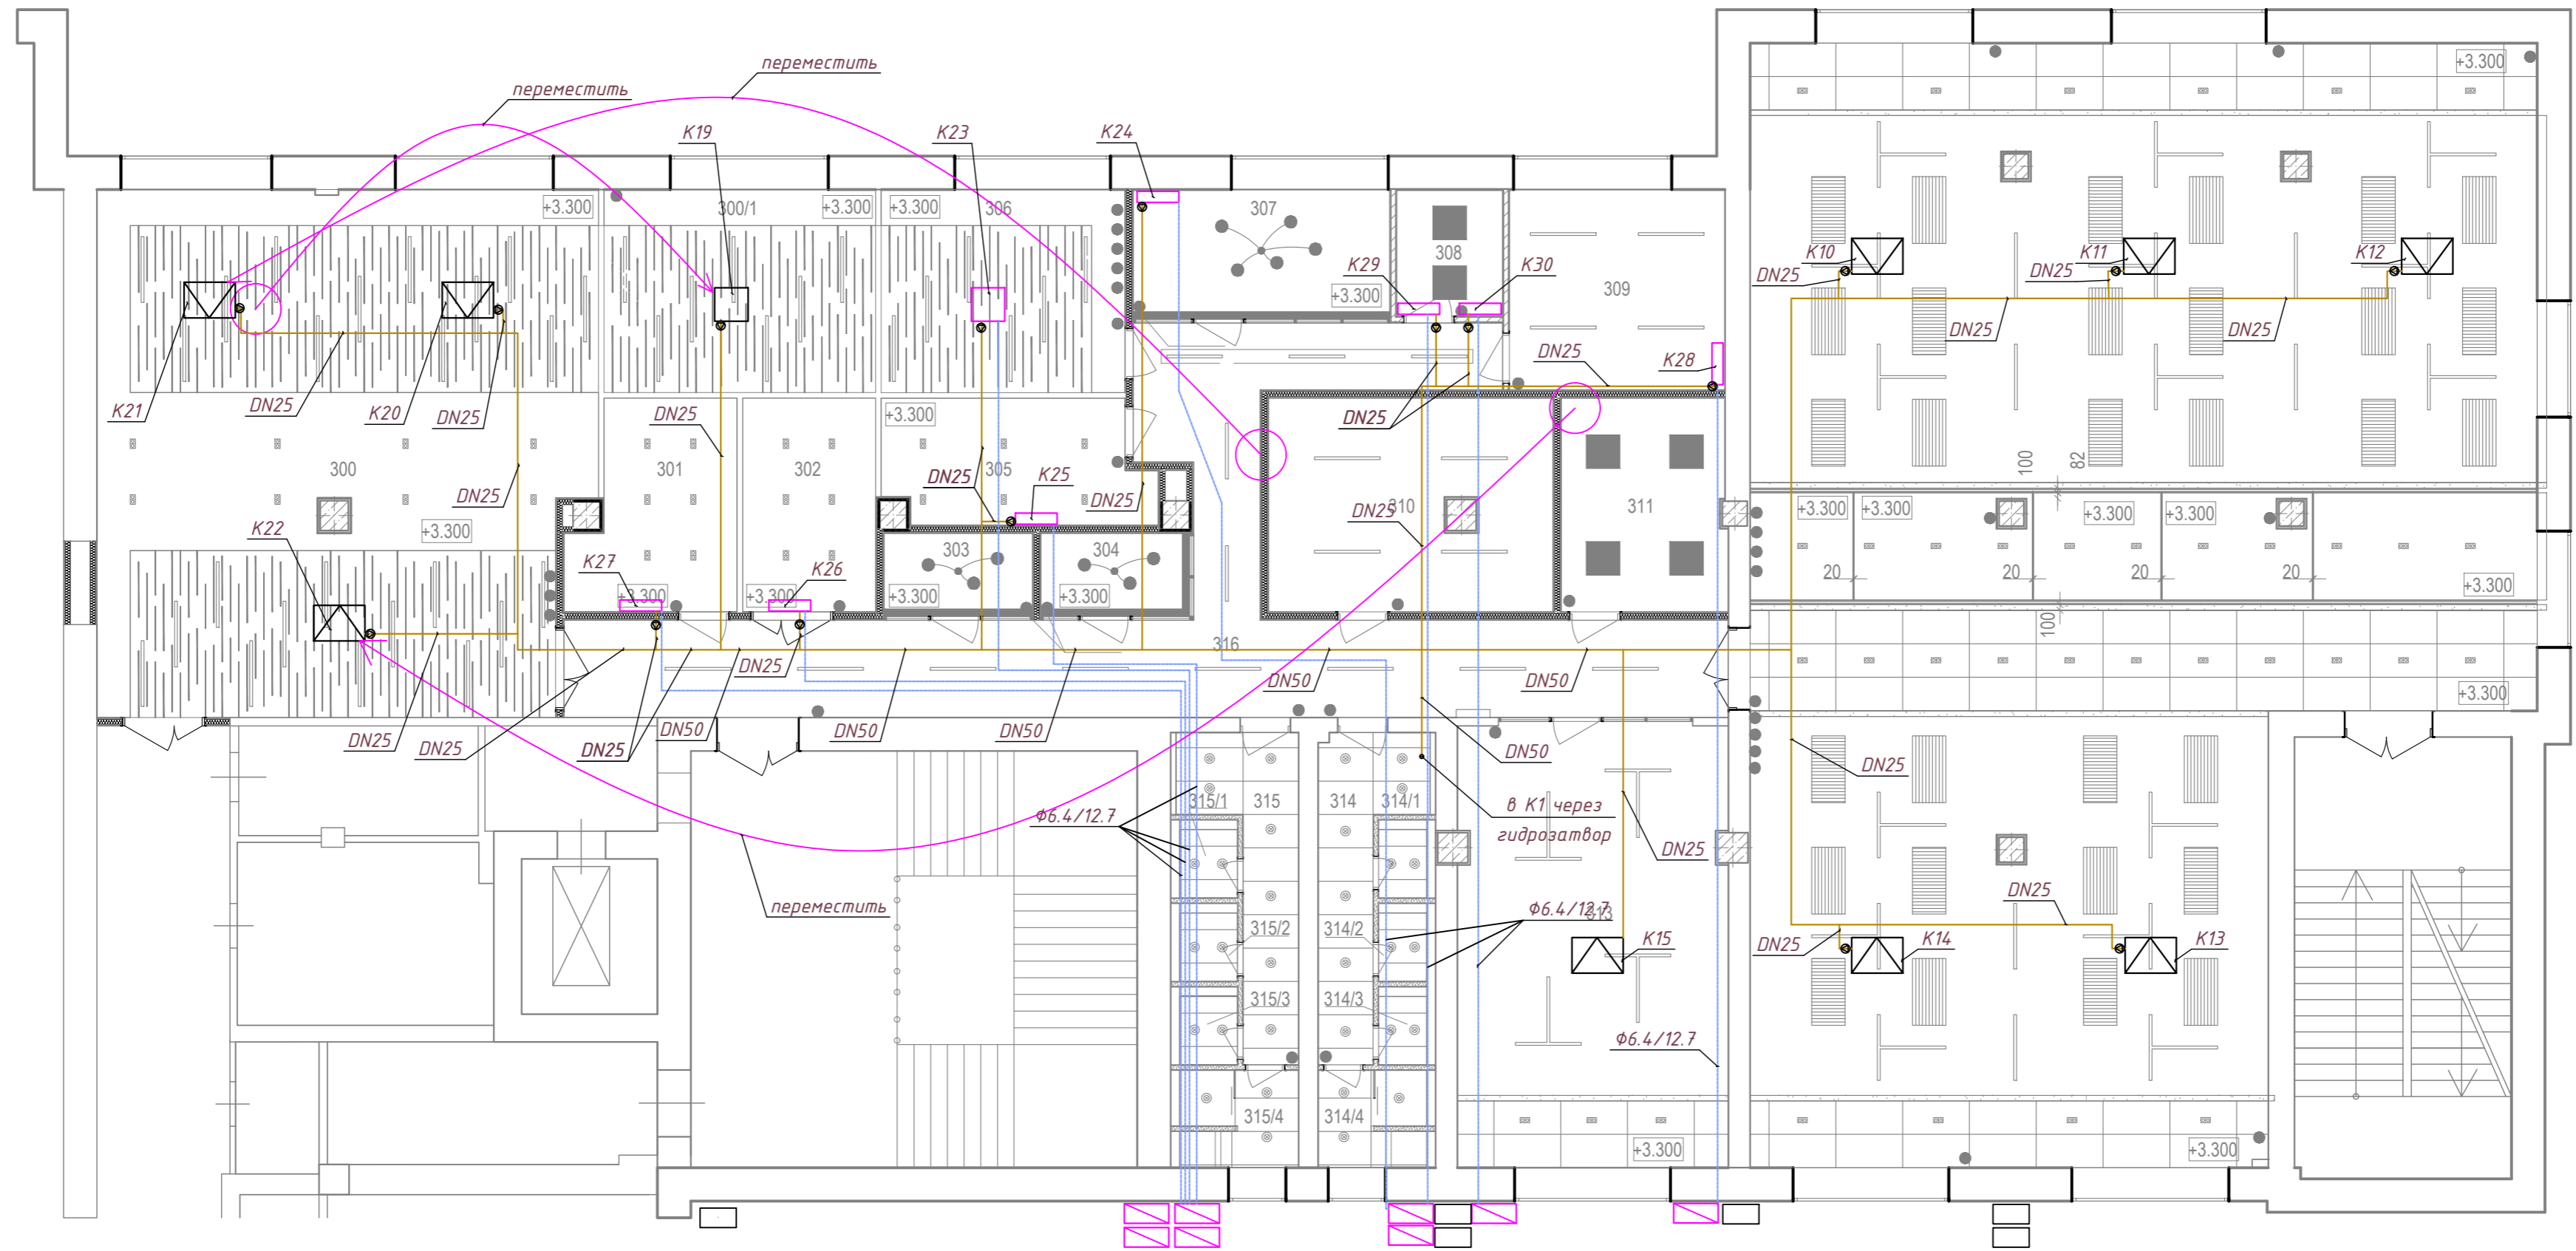 переместить
переместить
+3.300
K19
K23
K24
+3.300
300/1
+3.300
+3.300
306
307
308
K29
K30
309
K10
K11
K12
DN25
DN25
+3.300
DN25
DN25
DN25
K28
K21
DN25
K20
DN25
DN25
+3.300
DN25
300
301
302
305
K25
DN25
DN25
DN25
DN25
310
311
100
82
+3.300
+3.300
+3.300
+3.300
K22
+3.300
K27
K26
303
304
+3.300
+3.300
+3.300
+3.300
20
20
20
20
+3.300
100
316
DN25
DN50
DN50
+3.300
DN25
DN25
DN25
DN50
DN50
DN50
DN50
DN25
315/1
315
314
314/1
в К1 через
гидрозатвор
Ф6.4/12.7
DN25
переместить
315/2
314/2
Ф6.4/12.7
313
DN25
DN25
K15
K14
K13
315/3
314/3
Ф6.4/12.7
315/4
314/4
+3.300
+3.300